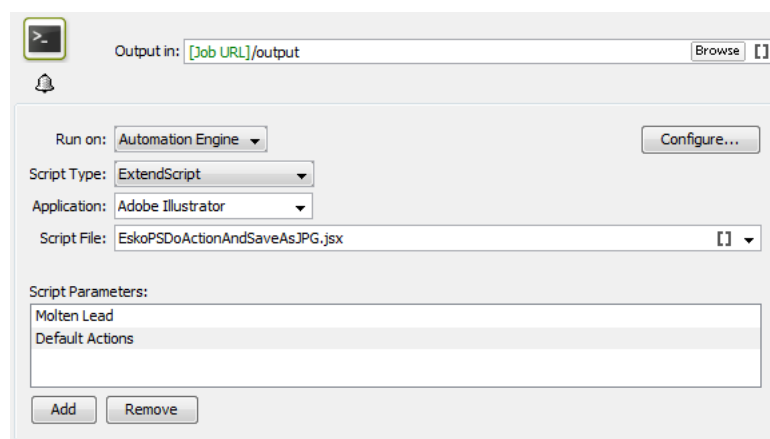 >_
Output in: [Job URL]/output Browse []
Run on: Automation Engine Configure...
Script Type: ExtendScript
Application: Adobe Illustrator
Script File: EskoPSDoActionAndSaveAsJPG.jsx []
Script Parameters:
Molten Lead
Default Actions
Add Remove